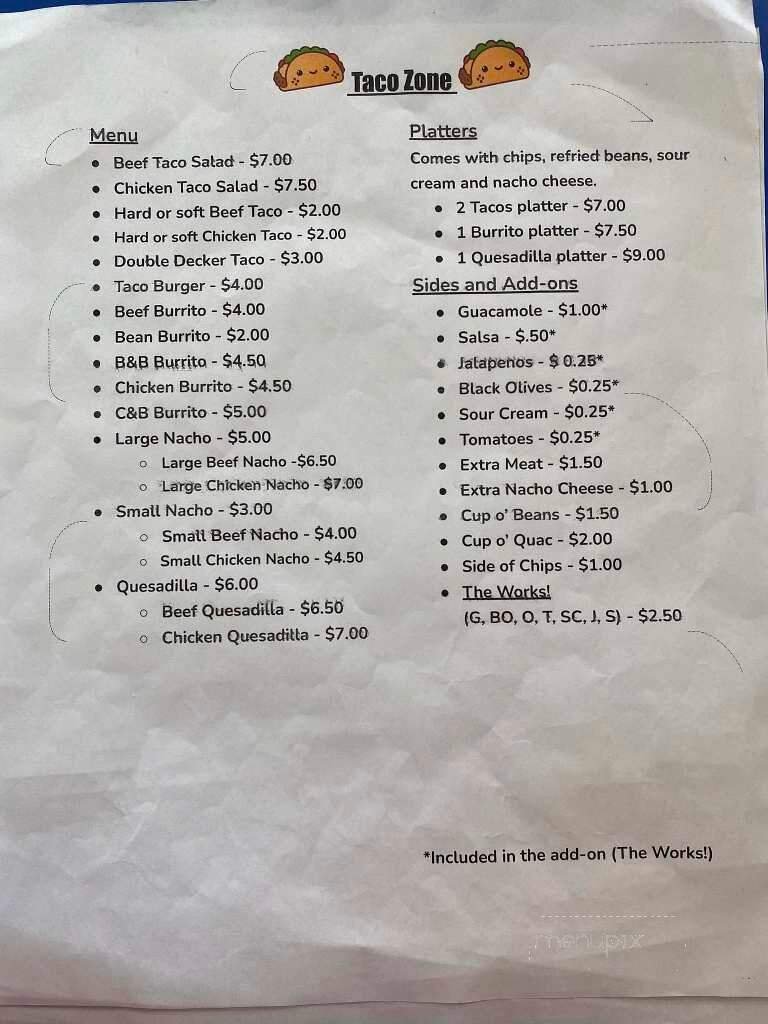 Taco Zone
Menu
• Beef Taco Salad - $7.00
• Chicken Taco Salad - $7.50
• Hard or soft Beef Taco - $2.00
• Hard or soft Chicken Taco - $2.00
• Double Decker Taco - $3.00
• Taco Burger - $4.00
• Beef Burrito - $4.00
• Bean Burrito - $2.00
• B&B Burrito - $4.50
• Chicken Burrito - $4.50
• C&B Burrito - $5.00
• Large Nacho - $5.00
○ Large Beef Nacho -$6.50
○ Large Chicken Nacho - $7.00
• Small Nacho - $3.00
○ Small Beef Nacho - $4.00
○ Small Chicken Nacho - $4.50
• Quesadilla - $6.00
○ Beef Quesadilla - $6.50
○ Chicken Quesadilla - $7.00
Platters
Comes with chips, refried beans, sour
cream and nacho cheese.
• 2 Tacos platter - $7.00
• 1 Burrito platter - $7.50
• 1 Quesadilla platter - $9.00
Sides and Add-ons
• Guacamole - $1.00*
• Salsa - $.50*
• Jalapenos - $ 0.25*
• Black Olives - $0.25*
• Sour Cream - $0.25*
• Tomatoes - $0.25*
• Extra Meat - $1.50
• Extra Nacho Cheese - $1.00
• Cup o' Beans - $1.50
• Cup o' Quac - $2.00
• Side of Chips - $1.00
• The Works!
(G, BO, O, T, SC, J, S) - $2.50
*Included in the add-on (The Works!)
menupix